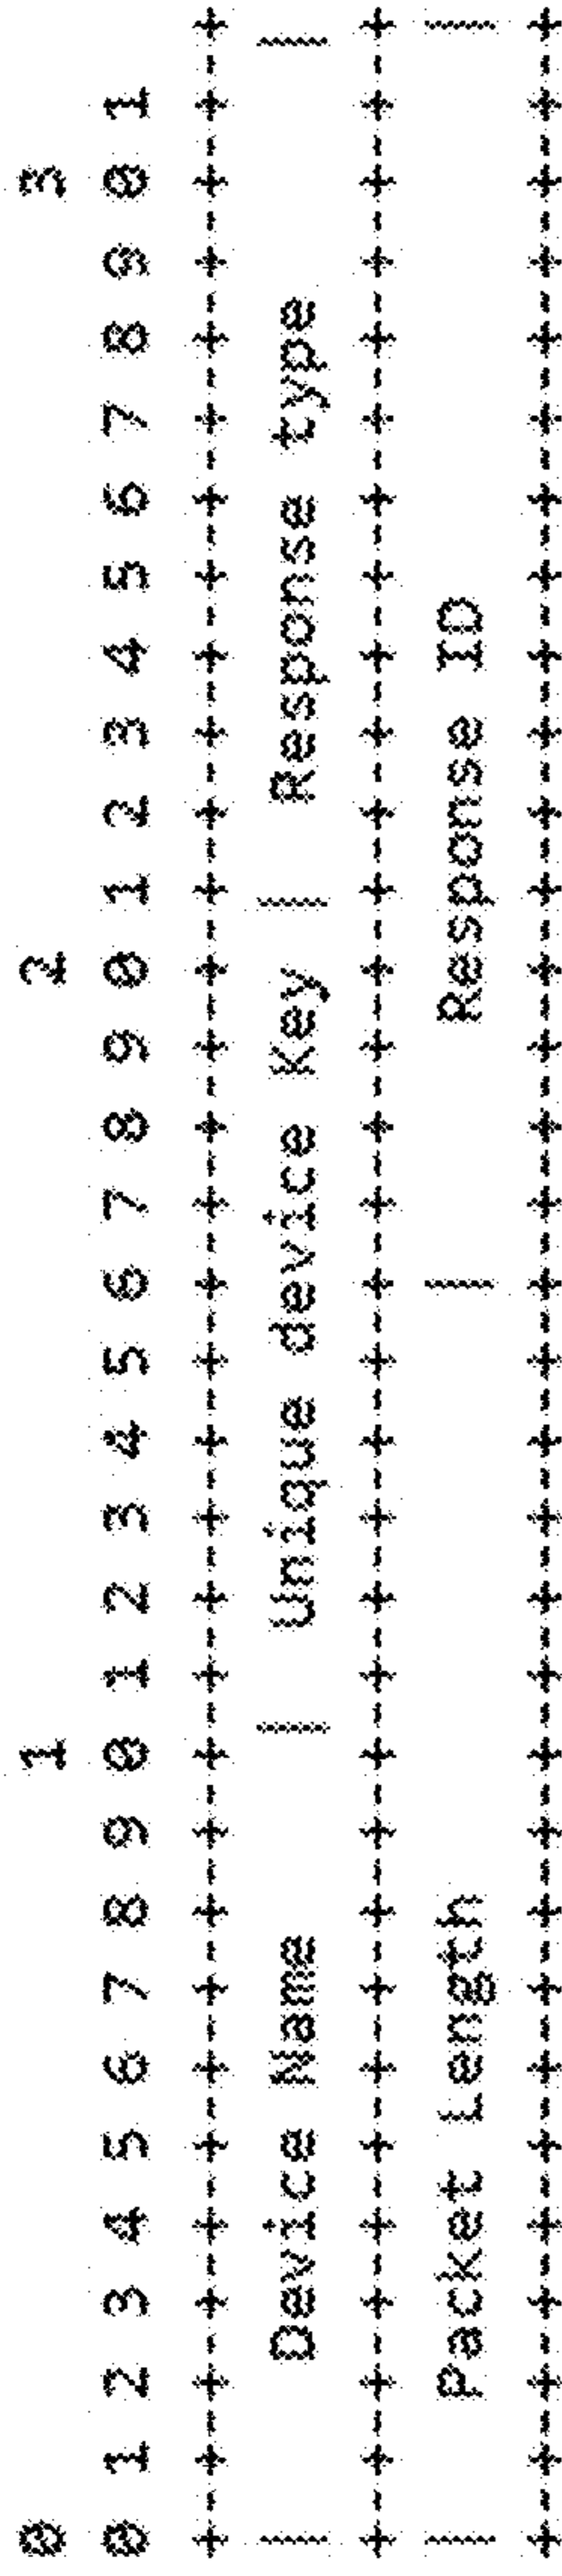 0                   1                   2                   3
0 1 2 3 4 5 6 7 8 9 0 1 2 3 4 5 6 7 8 9 0 1 2 3 4 5 6 7 8 9 0 1
+-+-+-+-+-+-+-+-+-+-+-+-+-+-+-+-+-+-+-+-+-+-+-+-+-+-+-+-+-+-+-+-+
|    Device Name     | Unique device Key  |  Response type      |
+-+-+-+-+-+-+-+-+-+-+-+-+-+-+-+-+-+-+-+-+-+-+-+-+-+-+-+-+-+-+-+-+
|   Packet Length               |      Response ID              |
+-+-+-+-+-+-+-+-+-+-+-+-+-+-+-+-+-+-+-+-+-+-+-+-+-+-+-+-+-+-+-+-+